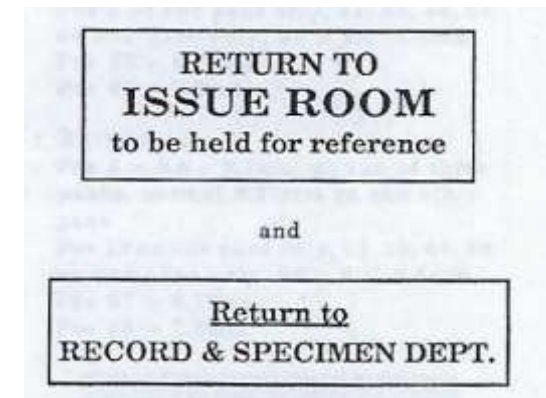 RETURN TO
ISSUE ROOM
to be held for reference
and
Return to
RECORD & SPECIMEN DEPT.